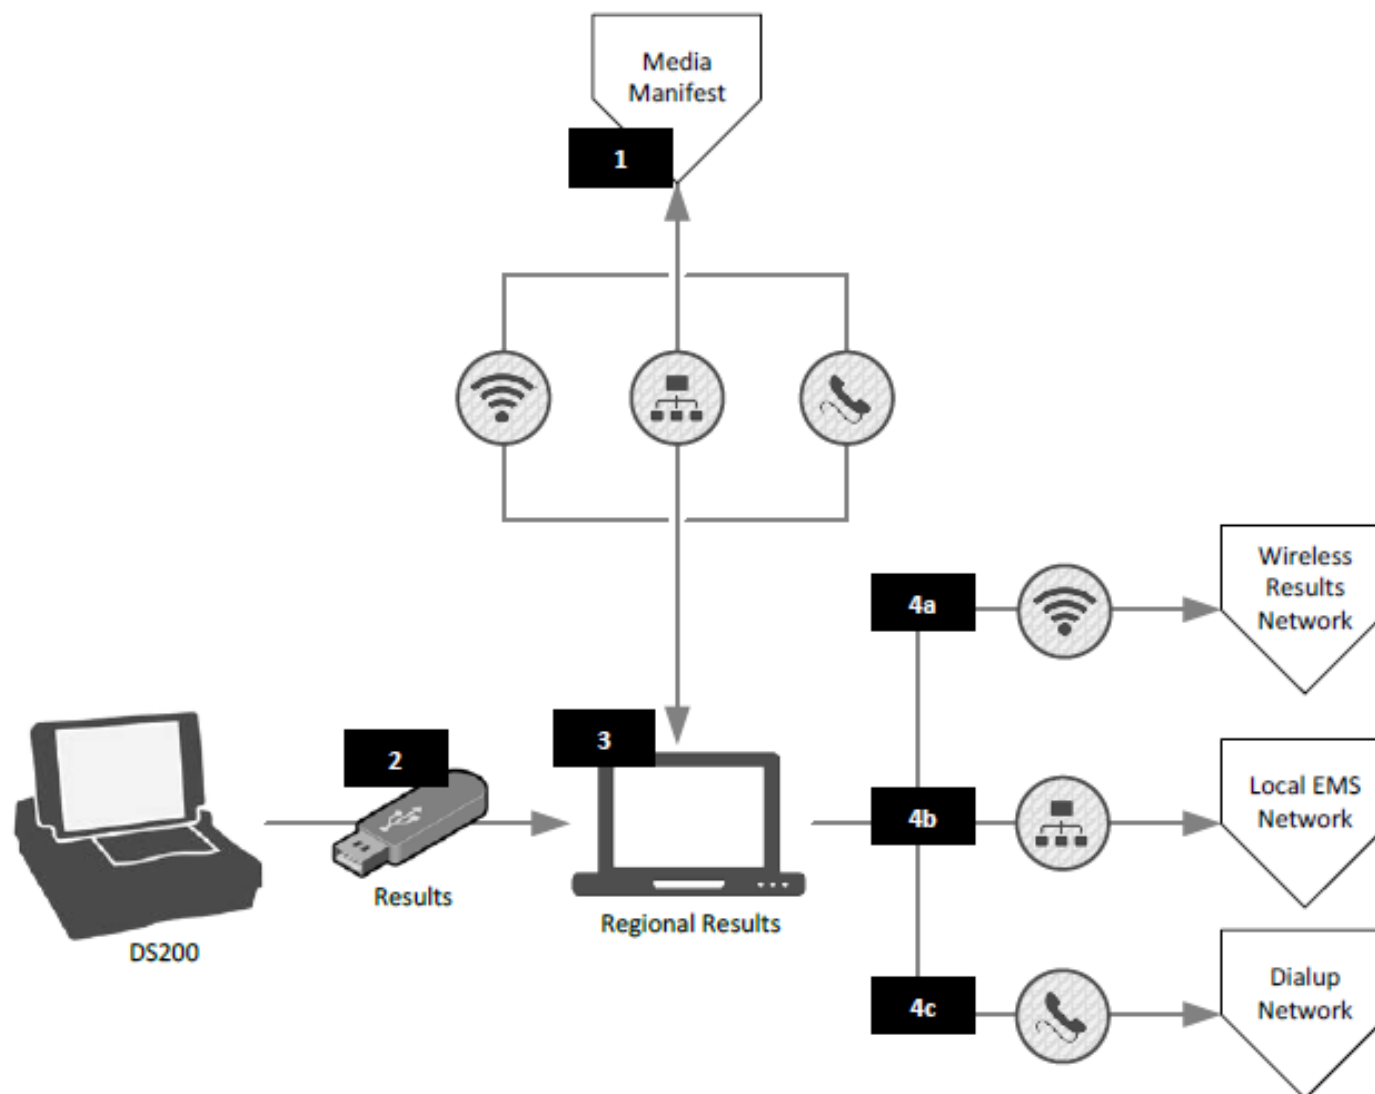 Media
Manifest
1
4a
Wireless
Results
Network
2
3
4b
Local EMS
Network
Results
Regional Results
DS200
4c
Dialup
Network